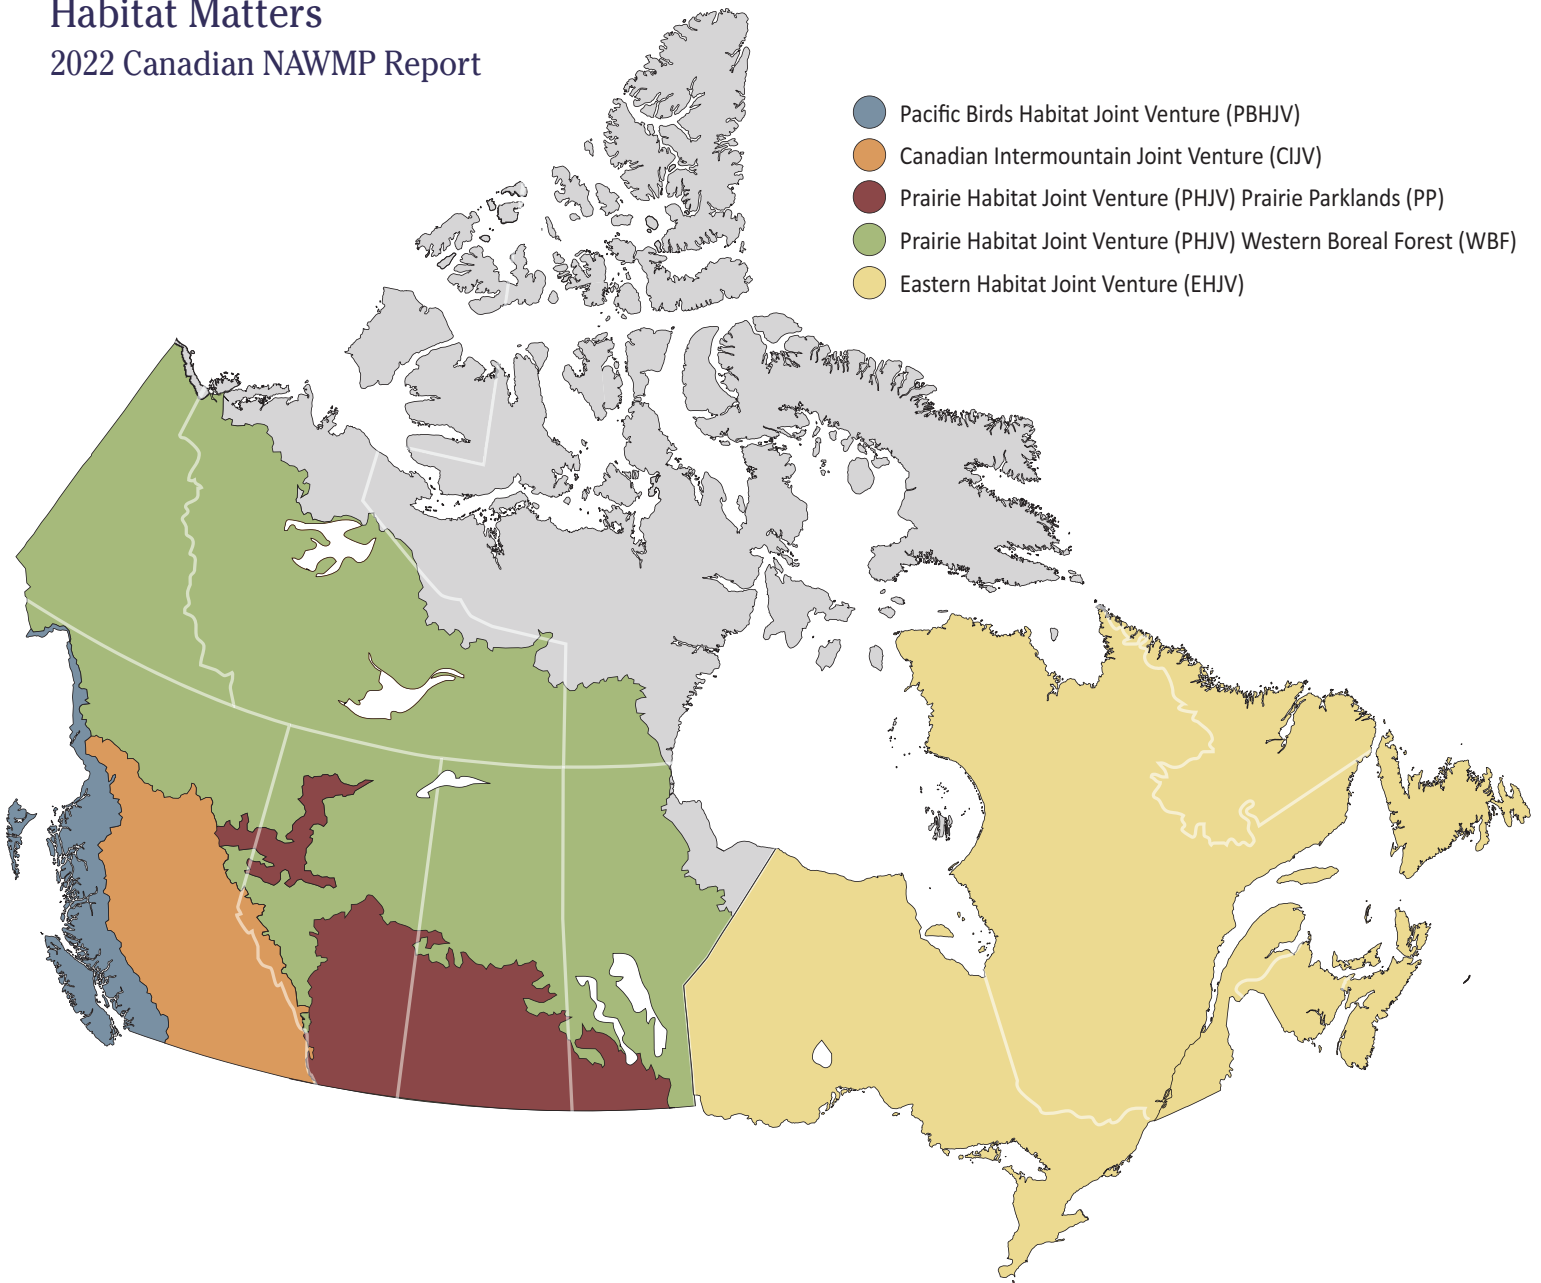 Habitat Matters
2022 Canadian NAWMP Report
Pacific Birds Habitat Joint Venture (PBHJV)
Canadian Intermountain Joint Venture (CIJV)
Prairie Habitat Joint Venture (PHJV) Prairie Parklands (PP)
Prairie Habitat Joint Venture (PHJV) Western Boreal Forest (WBF)
Eastern Habitat Joint Venture (EHJV)